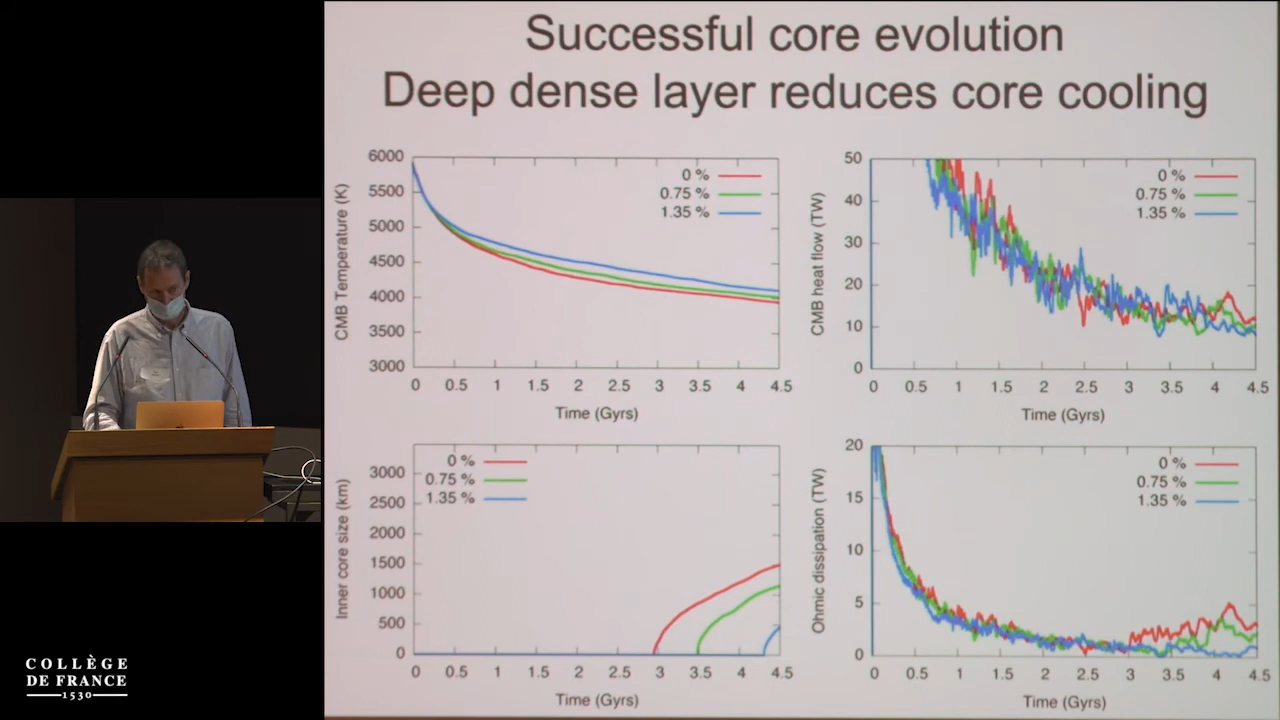 Successful core evolution
Deep dense layer reduces core cooling
6000
5500
5000
4500
4000
3500
3000
CMB Temperature (K)
0 %
0.75 %
1.35 %
0 0.5 1 1.5 2 2.5 3 3.5 4 4.5
Time (Gyrs)
50
40
30
20
10
0
CMB heat flow (TW)
0 %
0.75 %
1.35 %
0 0.5 1 1.5 2 2.5 3 3.5 4 4.5
Time (Gyrs)
3000
2500
2000
1500
1000
500
0
Inner core size (km)
0 %
0.75 %
1.35 %
0 0.5 1 1.5 2 2.5 3 3.5 4 4.5
Time (Gyrs)
20
15
10
5
0
Ohmic dissipation (TW)
0 %
0.75 %
1.35 %
0 0.5 1 1.5 2 2.5 3 3.5 4 4.5
Time (Gyrs)
COLLÈGE
DE FRANCE
1530